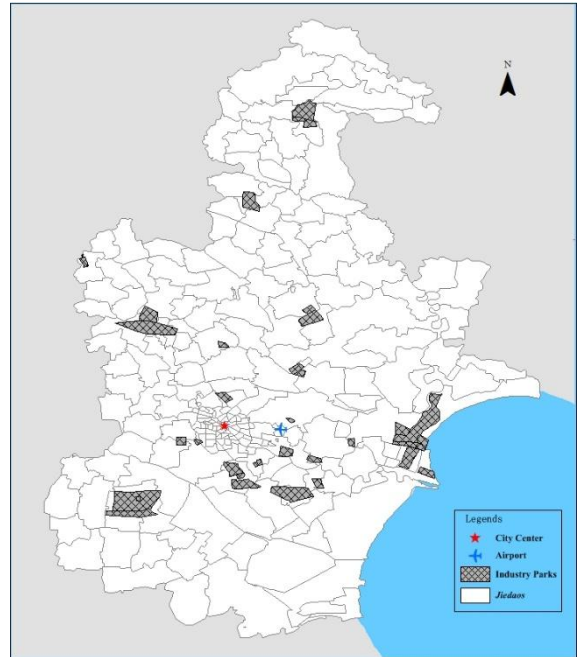 N
Legends
City Center
Airport
Industry Parks
Jiedaos